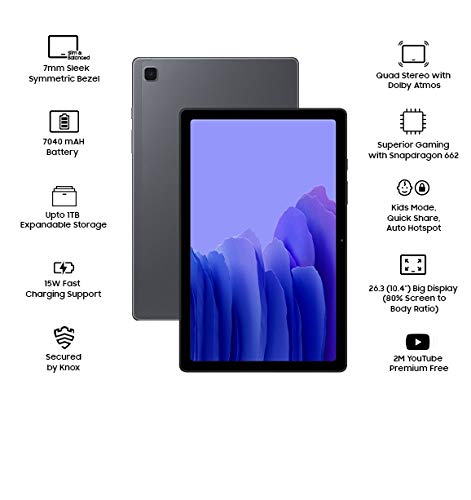 Slim &
Balanced
7mm Sleek
Symmetric Bezel
7040 mAH
Battery
Upto 1TB
Expandable Storage
15W Fast
Charging Support
Secured
by Knox
Quad Stereo with
Dolby Atmos
Superior Gaming
with Snapdragon 662
Kids Mode,
Quick Share,
Auto Hotspot
26.3 (10.4") Big Display
(80% Screen to
Body Ratio)
2M YouTube
Premium Free